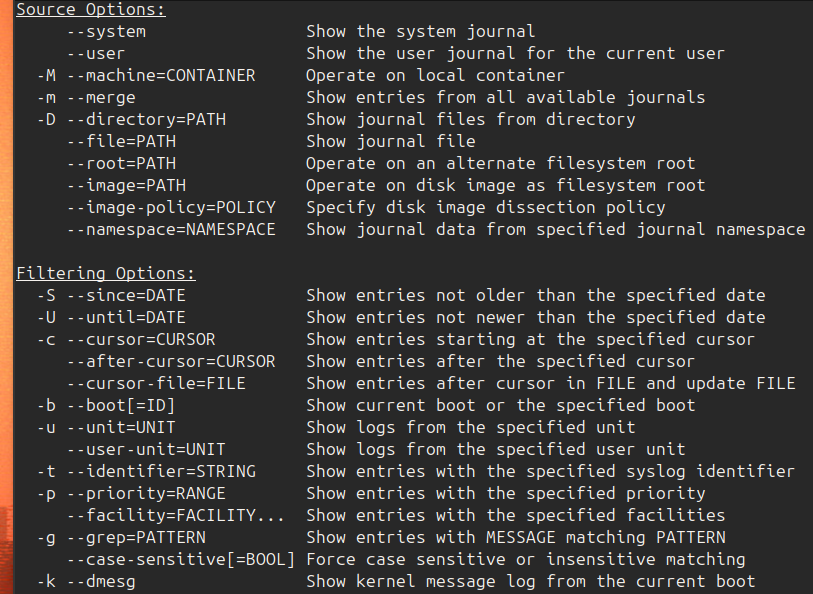 Source Options:
--system Show the system journal
--user Show the user journal for the current user
-M --machine=CONTAINER Operate on local container
-m --merge Show entries from all available journals
-D --directory=PATH Show journal files from directory
--file=PATH Show journal file
--root=PATH Operate on an alternate filesystem root
--image=PATH Operate on disk image as filesystem root
--image-policy=POLICY Specify disk image dissection policy
--namespace=NAMESPACE Show journal data from specified journal namespace
Filtering Options:
-S --since=DATE Show entries not older than the specified date
-U --until=DATE Show entries not newer than the specified date
-c --cursor=CURSOR Show entries starting at the specified cursor
--after-cursor=CURSOR Show entries after the specified cursor
--cursor-file=FILE Show entries after cursor in FILE and update FILE
-b --boot[=ID] Show current boot or the specified boot
-u --unit=UNIT Show logs from the specified unit
--user-unit=UNIT Show logs from the specified user unit
-t --identifier=STRING Show entries with the specified syslog identifier
-p --priority=RANGE Show entries with the specified priority
--facility=FACILITY... Show entries with the specified facilities
-g --grep=PATTERN Show entries with MESSAGE matching PATTERN
--case-sensitive[=BOOL] Force case sensitive or insensitive matching
-k --dmesg Show kernel message log from the current boot